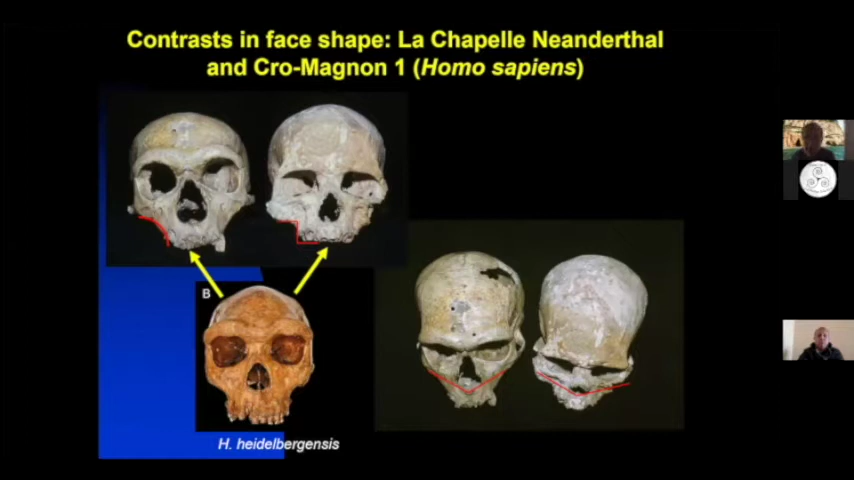 Contrasts in face shape: La Chapelle Neanderthal
and Cro-Magnon 1 (Homo sapiens)
B
H. heidelbergensis